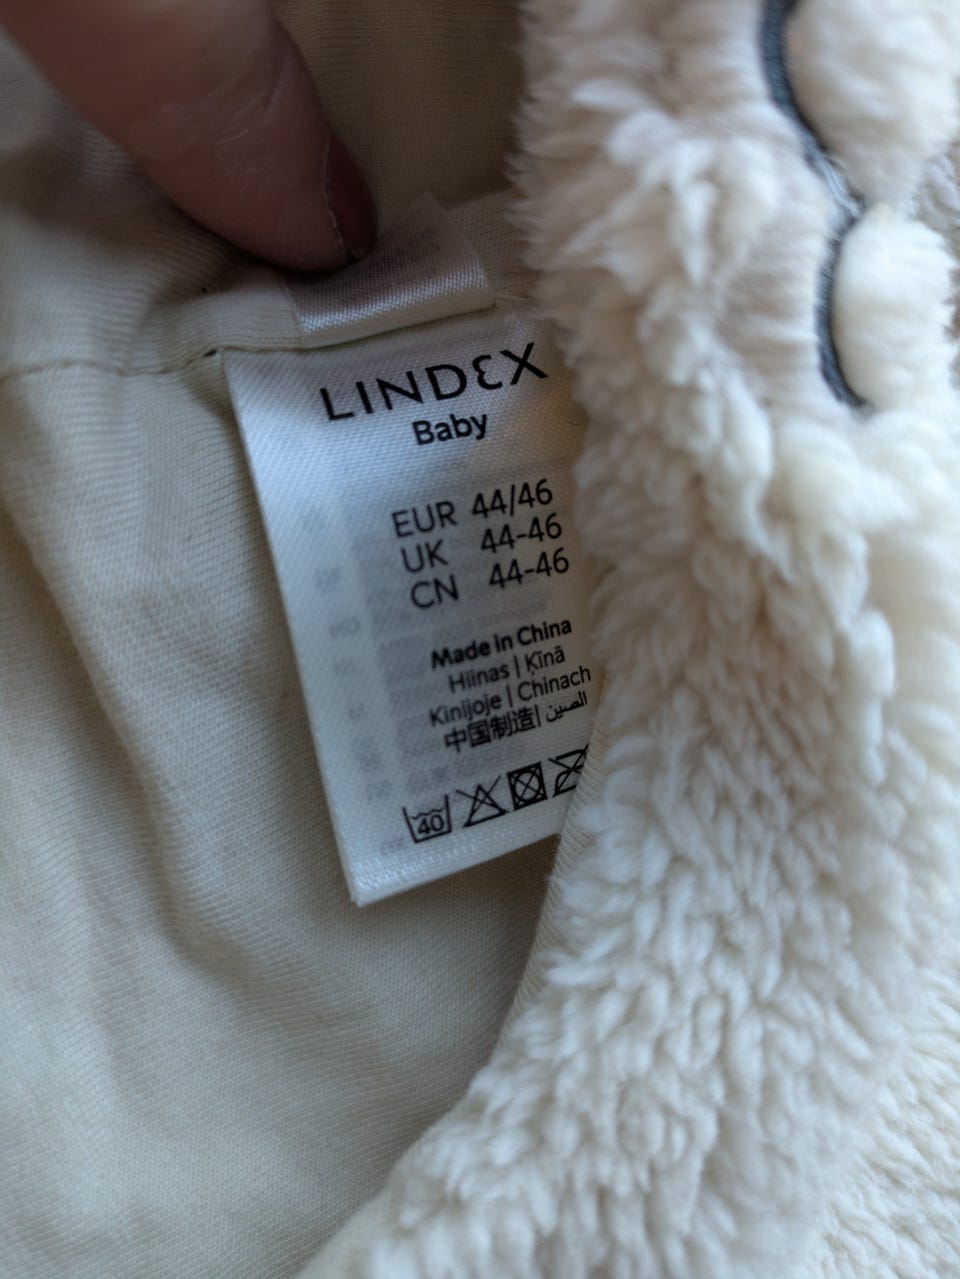 LINDEX
Baby
EUR 44/46
UK 44-46
CN 44-46
Made in China
Hiinas | Ķīnā
Kinijoje | Chinach
中国制造 | الصين
40